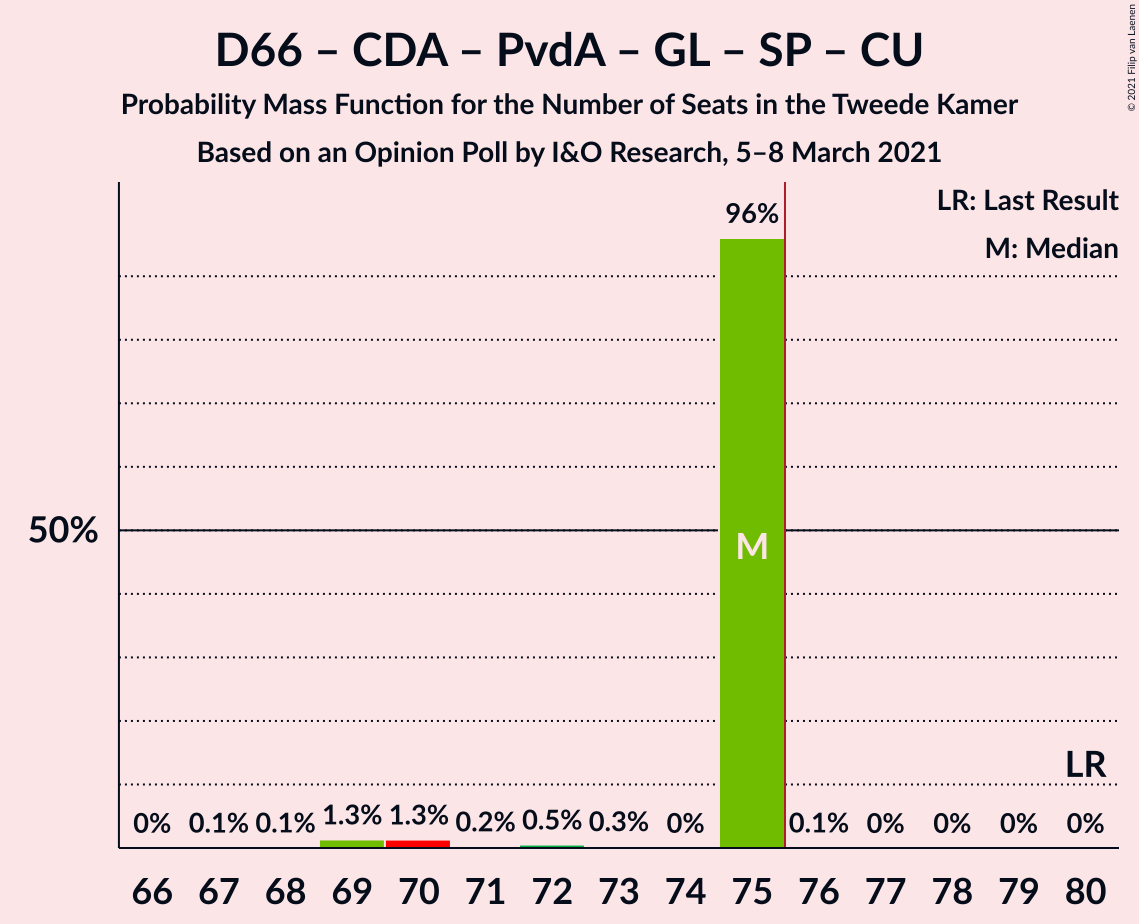 D66 – CDA – PvdA – GL – SP – CU
Probability Mass Function for the Number of Seats in the Tweede Kamer
Based on an Opinion Poll by I&O Research, 5–8 March 2021
© 2021 Filip van Laenen
LR: Last Result
M: Median
96%
50%
M
LR
0% 0.1% 0.1% 1.3% 1.3% 0.2% 0.5% 0.3% 0% 0.1% 0% 0% 0% 0%
66 67 68 69 70 71 72 73 74 75 76 77 78 79 80